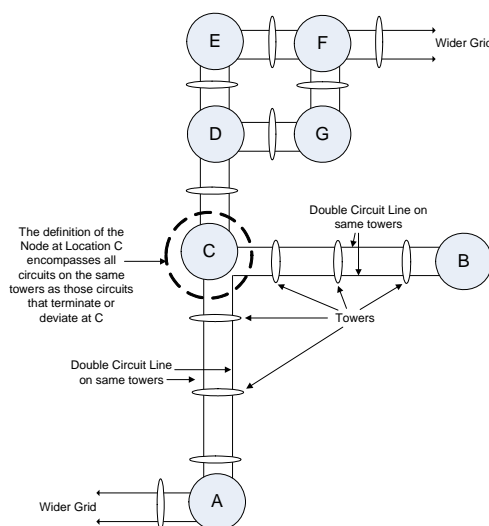 E
F
Wider Grid
D
G
The definition of the
Node at Location C
encompasses all
circuits on the same
towers as those circuits
that terminate or
deviate at C
C
Double Circuit Line on
same towers
B
Towers
Double Circuit Line
on same towers
A
Wider Grid